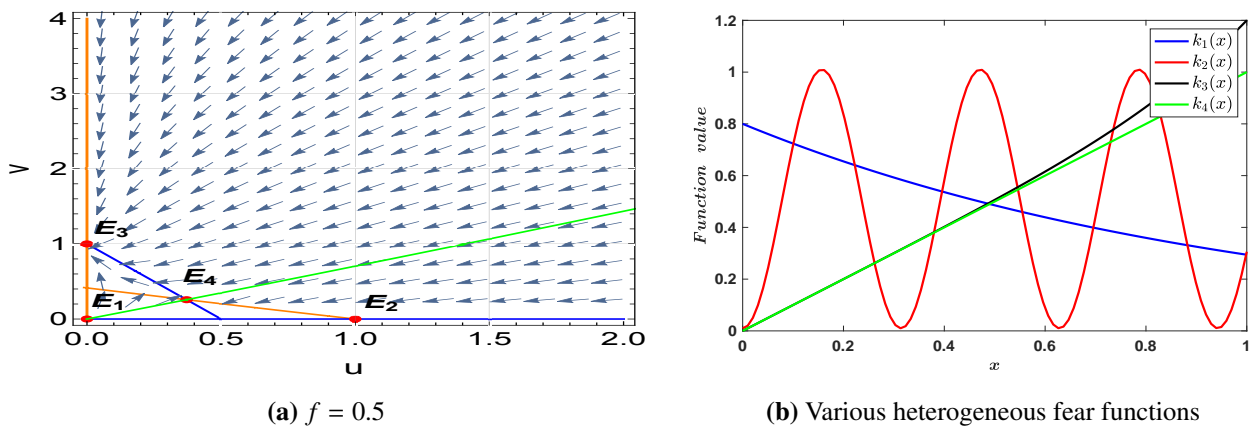 4
3
2
1
0
V
E₃
E₁
E₄
E₂
0.0 0.5 1.0 1.5 2.0
u
(a) f = 0.5
1.2
1
0.8
0.6
0.4
0.2
0
Function value
k₁(x)
k₂(x)
k₃(x)
k₄(x)
0 0.2 0.4 0.6 0.8 1
x
(b) Various heterogeneous fear functions